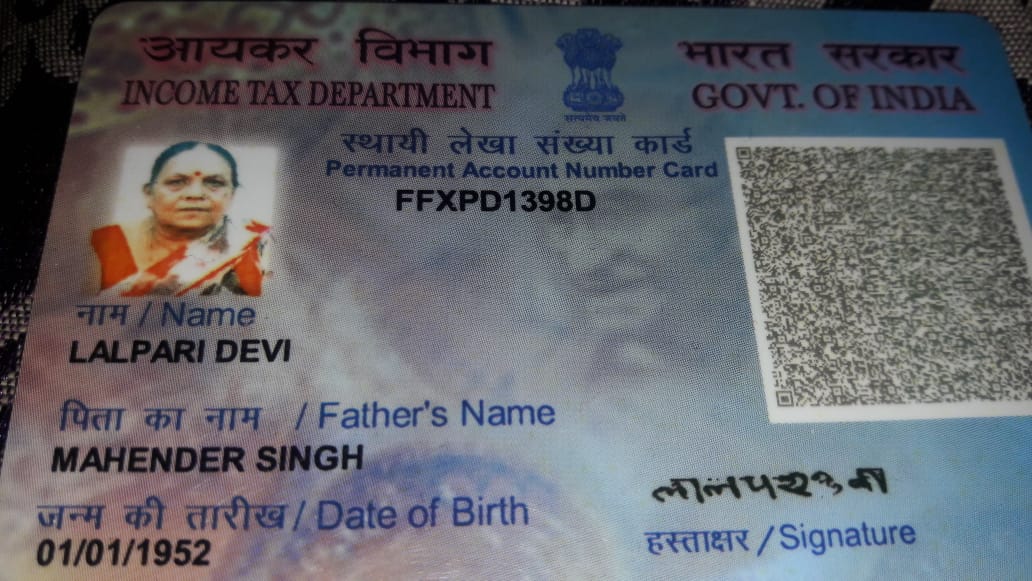 आयकर विभाग
INCOME TAX DEPARTMENT
सत्यमेव जयते
भारत सरकार
GOVT. OF INDIA
स्थायी लेखा संख्या कार्ड
Permanent Account Number Card
FFXPD1398D
नाम / Name
LALPARI DEVI
पिता का नाम / Father's Name
MAHENDER SINGH
जन्म की तारीख / Date of Birth
01/01/1952
हस्ताक्षर / Signature